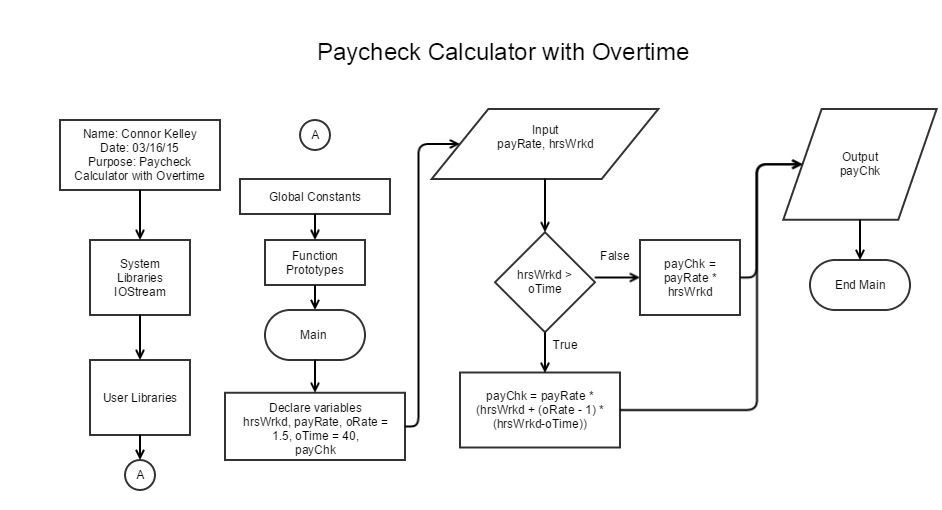 Paycheck Calculator with Overtime
Name: Connor Kelley
Date: 03/16/15
Purpose: Paycheck
Calculator with Overtime
System
Libraries
IOStream
User Libraries
A
A
Global Constants
Function
Prototypes
Main
Declare variables
hrsWrkd, payRate, oRate =
1.5, oTime = 40,
payChk
Input
payRate, hrsWrkd
hrsWrkd >
oTime
False
payChk =
payRate *
hrsWrkd
True
payChk = payRate *
(hrsWrkd + (oRate - 1) *
(hrsWrkd-oTime))
Output
payChk
End Main